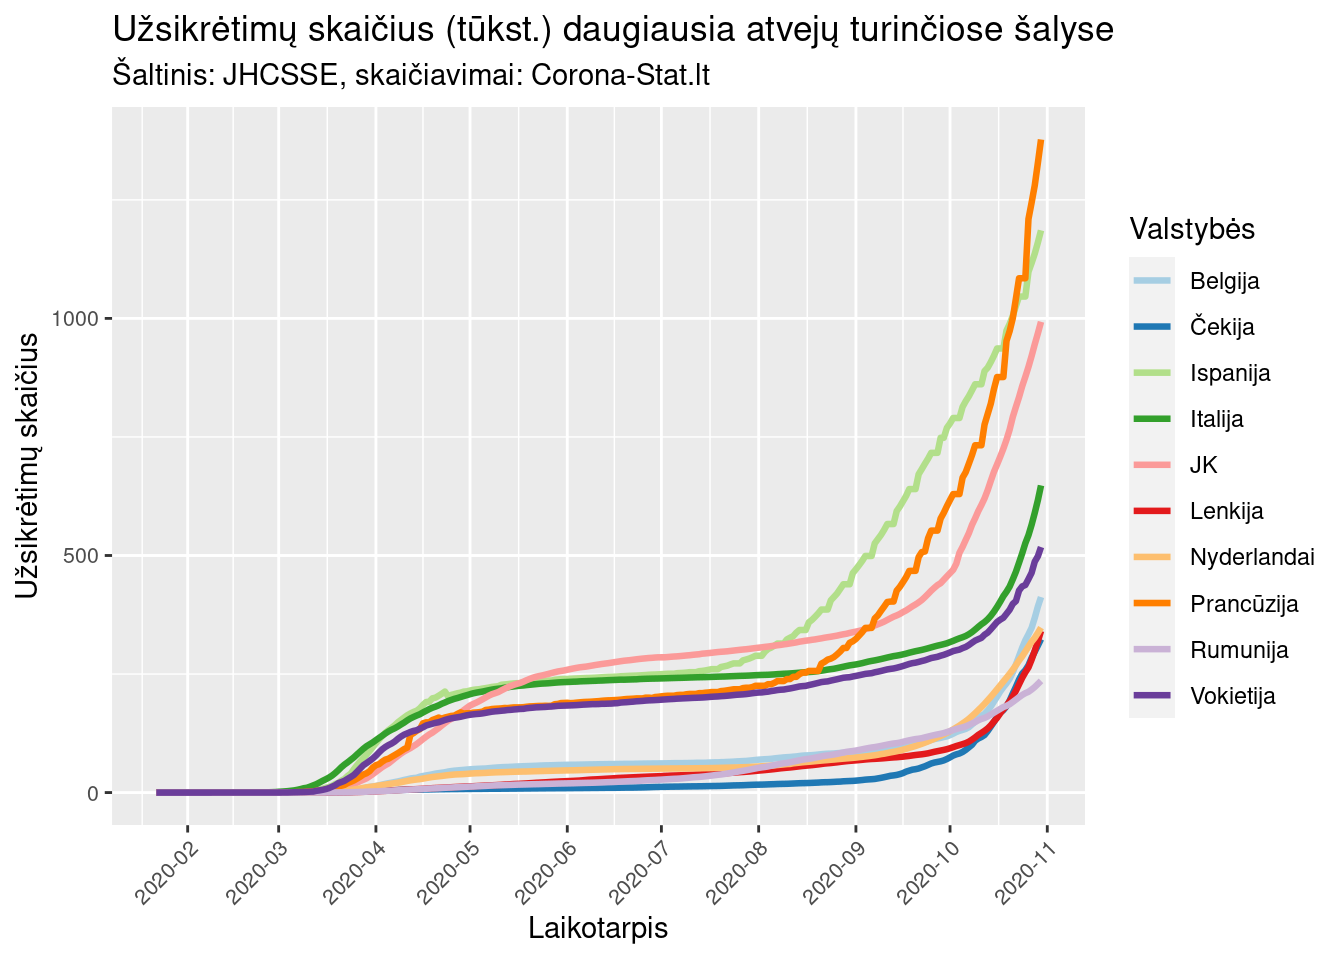 Užsikrėtimų skaičius (tūkst.) daugiausia atvejų turinčiose šalyse
Šaltinis: JHCSSE, skaičiavimai: Corona-Stat.lt
Užsikrėtimų skaičius
1000
500
0
2020-02
2020-03
2020-04
2020-05
2020-06
2020-07
2020-08
2020-09
2020-10
2020-11
Laikotarpis
Valstybės
Belgija
Čekija
Ispanija
Italija
JK
Lenkija
Nyderlandai
Prancūzija
Rumunija
Vokietija